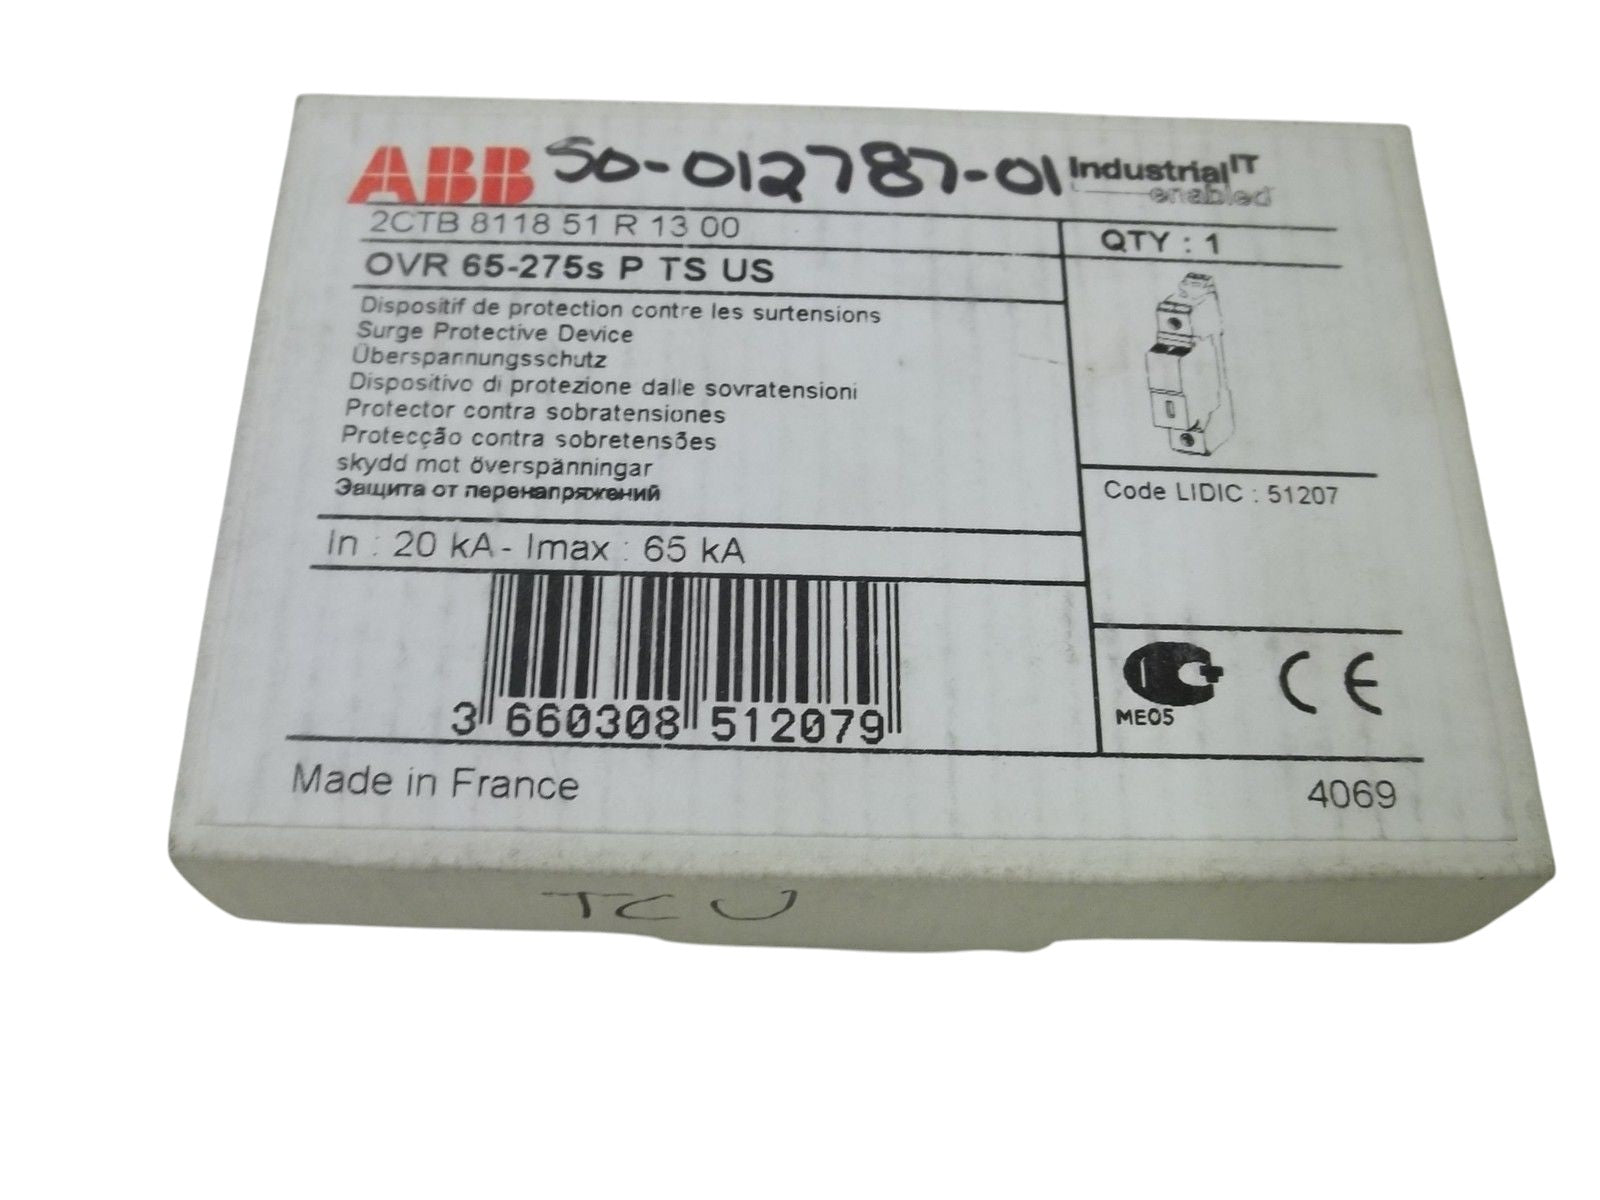 ABB 50-012787-01 Industrial IT
enabled
2CTB 8118 51 R 13 00
QTY : 1
OVR 65-275s P TS US
Dispositif de protection contre les surtensions
Surge Protective Device
Überspannungsschutz
Dispositivo di protezione dalle sovratensioni
Protector contra sobratensiones
Protecção contra sobretensões
skydd mot överspänningar
Защита от перенапряжений
Code LIDIC : 51207
In : 20 kA - Imax : 65 kA
3 660308 512079
ME05
CE
Made in France
4069
TCU